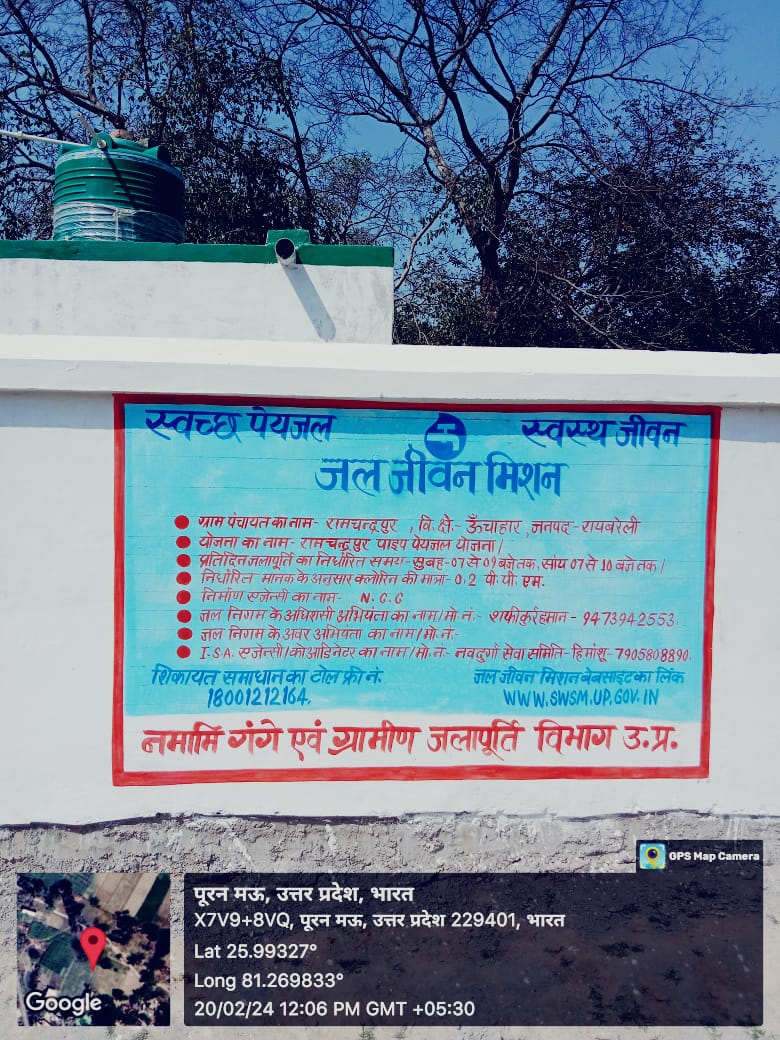 स्वच्छ पेयजल
स्वस्थ जीवन
जल जीवन मिशन
ग्राम पंचायत का नाम- रामचन्द्रपुर , वि.क्षे.- ऊँचाहार , जनपद- रायबरेली
योजना का नाम- रामचन्द्रपुर पाइप पेयजल योजना।
प्रतिदिन जलापूर्ति का निर्धारित समय- सुबह- 07 से 09 बजे तक, सांय 07 से 10 बजे तक।
निर्धारित मानक के अनुसार क्लोरिन की मात्रा- 0.2 पी.पी. एम.
निर्माण एजेन्सी का नाम- N.C.C
जल निगम के अधिशासी अभियंता का नाम/मो.नं.- शफीकुर्रहमान - 9473942553
जल निगम के अवर अभियंता का नाम/मो.नं:-
I.S.A. एजेन्सी/कोआडिनेटर का नाम/मो.नं- नवदुर्गा सेवा समिति- हिमांशू- 7905808890.
शिकायत समाधान का टोल फ्री नं.
18001212164.
जल जीवन मिशन बेबसाइट का लिंक
WWW.SWSM.UP.GOV.IN
नमामि गंगे एवं ग्रामीण जलापूर्ति विभाग उ.प्र.
GPS Map Camera
पूरन मऊ, उत्तर प्रदेश, भारत
X7V9+8VQ, पूरन मऊ, उत्तर प्रदेश 229401, भारत
Lat 25.99327°
Long 81.269833°
20/02/24 12:06 PM GMT +05:30
Google